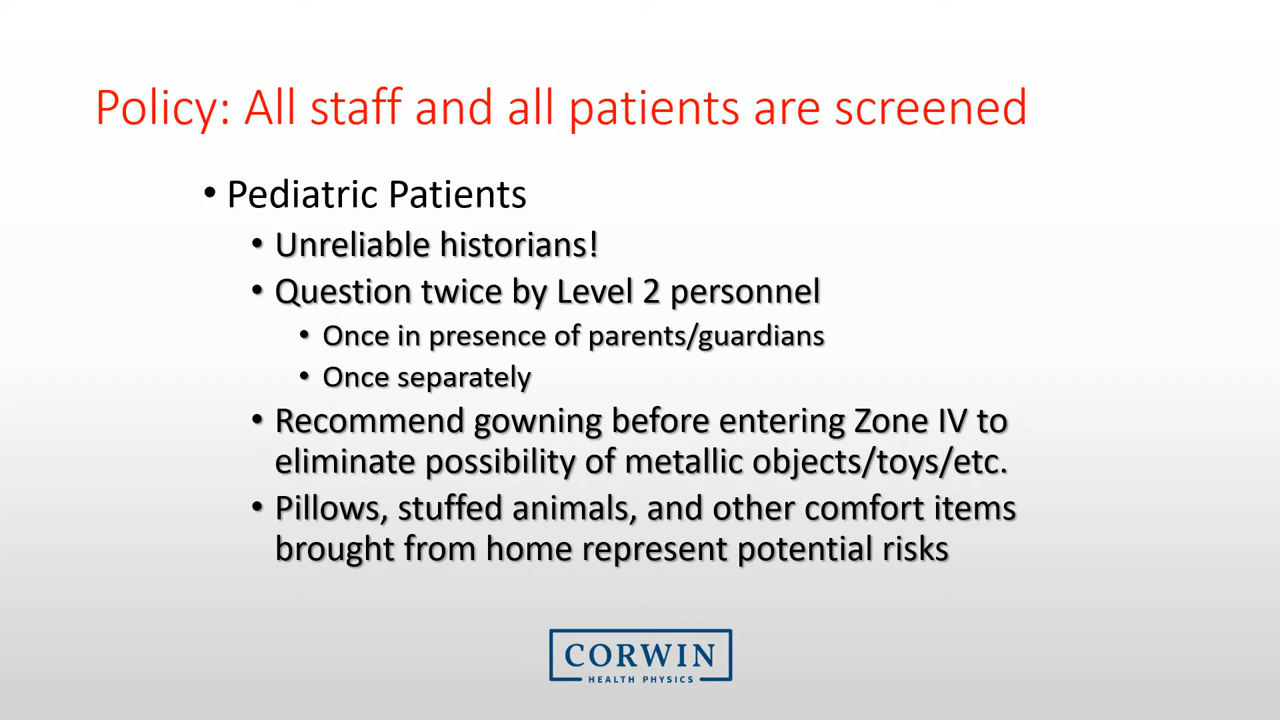 Policy: All staff and all patients are screened
• Pediatric Patients
• Unreliable historians!
• Question twice by Level 2 personnel
• Once in presence of parents/guardians
• Once separately
• Recommend gowning before entering Zone IV to
eliminate possibility of metallic objects/toys/etc.
• Pillows, stuffed animals, and other comfort items
brought from home represent potential risks
CORWIN
HEALTH PHYSICS